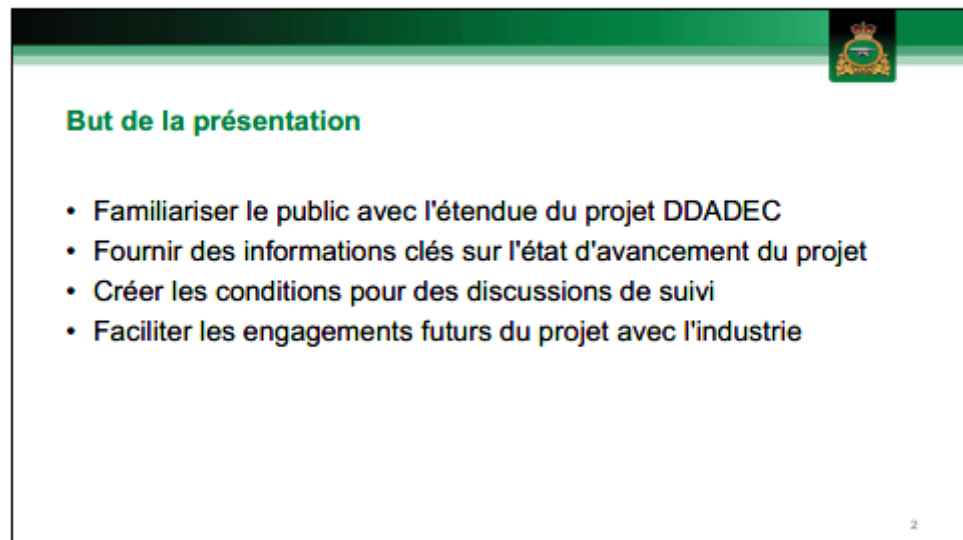 But de la présentation
• Familiariser le public avec l'étendue du projet DDADEC
• Fournir des informations clés sur l'état d'avancement du projet
• Créer les conditions pour des discussions de suivi
• Faciliter les engagements futurs du projet avec l'industrie
2